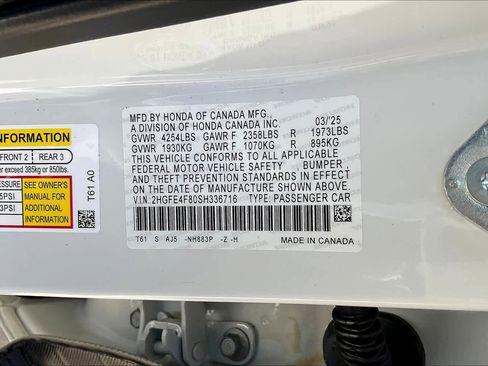 MFD.BY HONDA OF CANADA MFG.,
A DIVISION OF HONDA CANADA INC. 03/'25
GVWR 4254LBS GAWR F 2358LBS R 1973LBS
GVWR 1930KG GAWR F 1070KG R 895KG
THIS VEHICLE CONFORMS TO ALL APPLICABLE
FEDERAL MOTOR VEHICLE SAFETY , BUMPER ,
AND THEFT PREVENTION STANDARDS IN EFFECT
ON THE DATE OF MANUFACTURE SHOWN ABOVE.
V.I.N: 2HGFE4F80SH336716 TYPE: PASSENGER CAR
T61 S AJ5 -NH883P -Z -H MADE IN CANADA
INFORMATION
FRONT 2 REAR 3
exceed 385kg or 850lbs.
SEE OWNER'S
MANUAL FOR
ADDITIONAL
INFORMATION
5PSI
3PSI
T61 A0